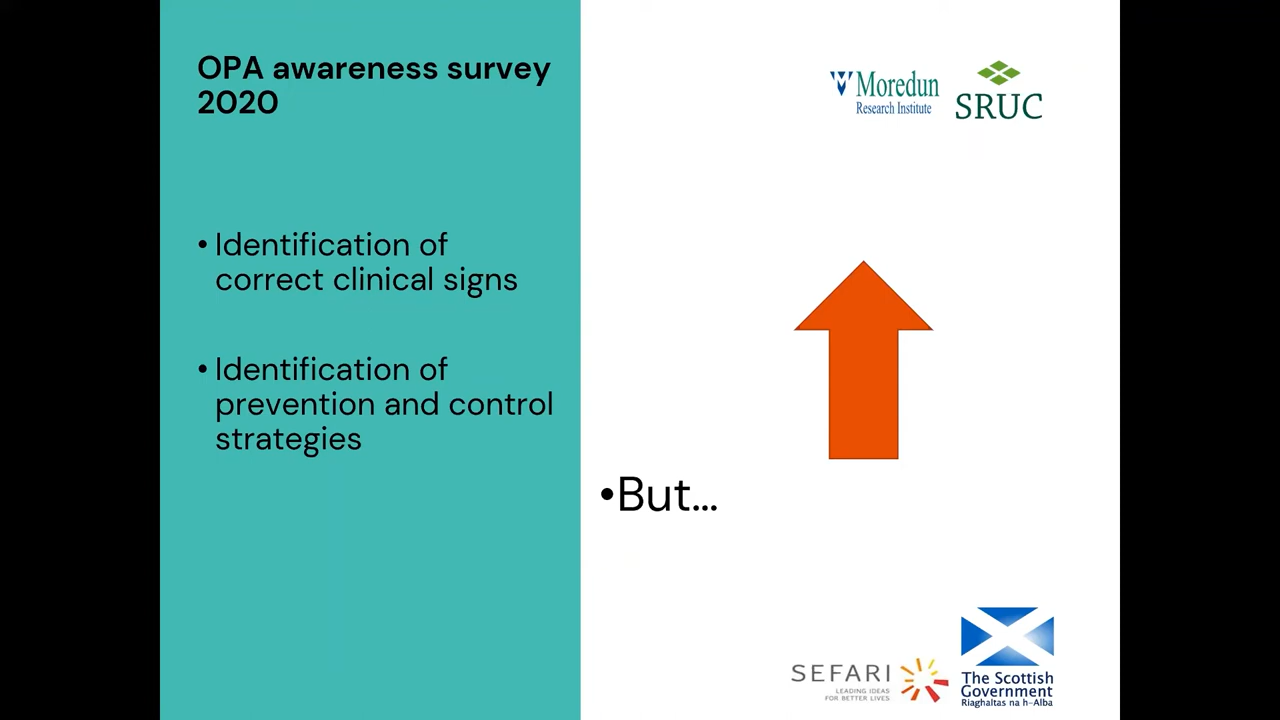 OPA awareness survey
2020
• Identification of
correct clinical signs
• Identification of
prevention and control
strategies
Moredun
Research Institute
SRUC
•But...
SEFARI
LEADING IDEAS
FOR BETTER LIVES
The Scottish
Government
Riaghaltas na h-Alba